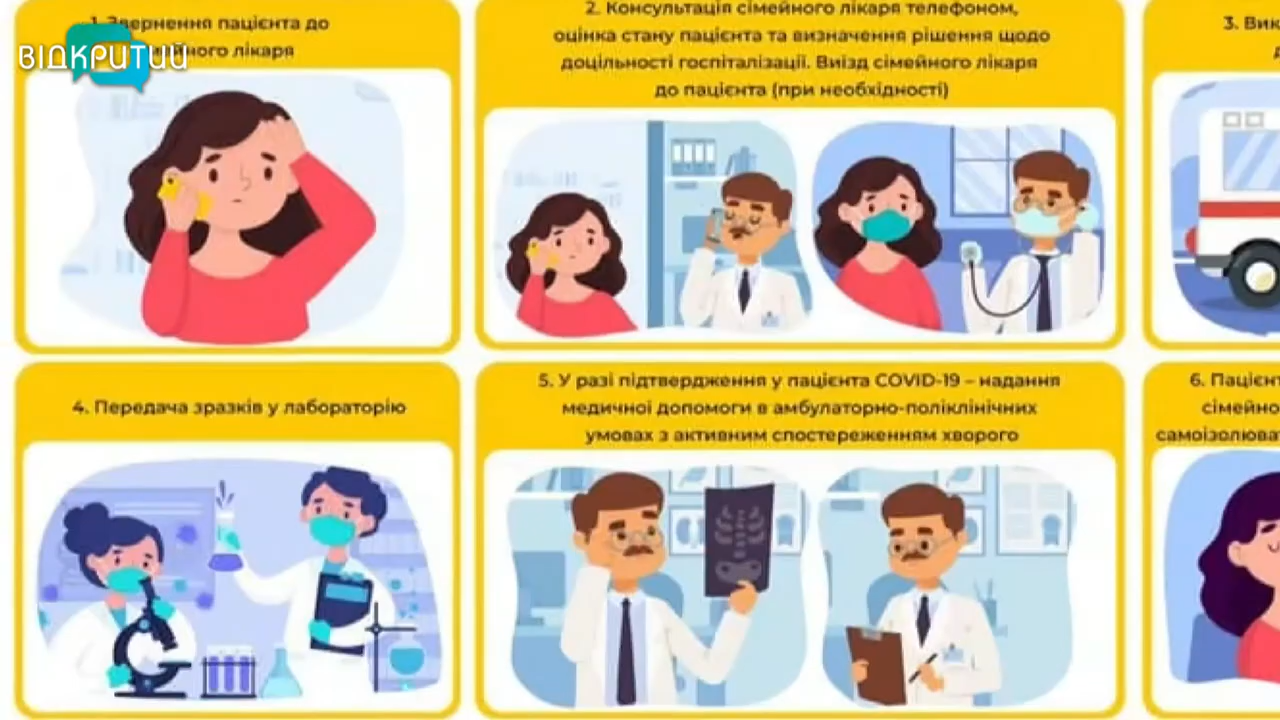 1. Звернення пацієнта до
ВІДКРИТИЙ
лікаря
2. Консультація сімейного лікаря телефоном,
оцінка стану пацієнта та визначення рішення щодо
доцільності госпіталізації. Виїзд сімейного лікаря
до пацієнта (при необхідності)
3. Вик
4. Передача зразків у лабораторію
5. У разі підтвердження у пацієнта COVID-19 – надання
медичної допомоги в амбулаторно-поліклінічних
умовах з активним спостереженням хворого
6. Пацієнт
сімейно
самоізолюва